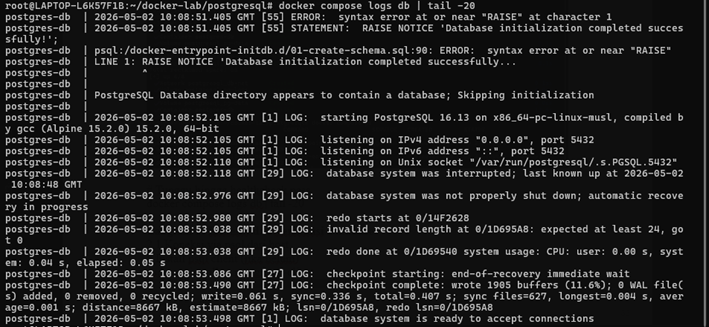 root@LAPTOP-L6K57F1B:~/docker-lab/postgresql# docker compose logs db | tail -20
postgres-db  | 2026-05-02 10:08:51.405 GMT [55] ERROR:  syntax error at or near "RAISE" at character 1
postgres-db  | 2026-05-02 10:08:51.405 GMT [55] STATEMENT:  RAISE NOTICE 'Database initialization completed succes
sfully!';
postgres-db  | psql:/docker-entrypoint-initdb.d/01-create-schema.sql:90: ERROR:  syntax error at or near "RAISE"
postgres-db  | LINE 1: RAISE NOTICE 'Database initialization completed successfully...
postgres-db  |         ^
postgres-db  |
postgres-db  | PostgreSQL Database directory appears to contain a database; Skipping initialization
postgres-db  |
postgres-db  | 2026-05-02 10:08:52.105 GMT [1] LOG:  starting PostgreSQL 16.13 on x86_64-pc-linux-musl, compiled b
y gcc (Alpine 15.2.0) 15.2.0, 64-bit
postgres-db  | 2026-05-02 10:08:52.105 GMT [1] LOG:  listening on IPv4 address "0.0.0.0", port 5432
postgres-db  | 2026-05-02 10:08:52.105 GMT [1] LOG:  listening on IPv6 address "::", port 5432
postgres-db  | 2026-05-02 10:08:52.110 GMT [1] LOG:  listening on Unix socket "/var/run/postgresql/.s.PGSQL.5432"
postgres-db  | 2026-05-02 10:08:52.118 GMT [29] LOG:  database system was interrupted; last known up at 2026-05-02
 10:08:48 GMT
postgres-db  | 2026-05-02 10:08:52.976 GMT [29] LOG:  database system was not properly shut down; automatic recove
ry in progress
postgres-db  | 2026-05-02 10:08:52.980 GMT [29] LOG:  redo starts at 0/14F2628
postgres-db  | 2026-05-02 10:08:53.038 GMT [29] LOG:  invalid record length at 0/1D695A8: expected at least 24, go
t 0
postgres-db  | 2026-05-02 10:08:53.038 GMT [29] LOG:  redo done at 0/1D69540 system usage: CPU: user: 0.00 s, syst
em: 0.04 s, elapsed: 0.05 s
postgres-db  | 2026-05-02 10:08:53.086 GMT [27] LOG:  checkpoint starting: end-of-recovery immediate wait
postgres-db  | 2026-05-02 10:08:53.490 GMT [27] LOG:  checkpoint complete: wrote 1905 buffers (11.6%); 0 WAL file(
s) added, 0 removed, 0 recycled; write=0.061 s, sync=0.336 s, total=0.407 s; sync files=627, longest=0.004 s, aver
age=0.001 s; distance=8667 kB, estimate=8667 kB; lsn=0/1D695A8, redo lsn=0/1D695A8
postgres-db  | 2026-05-02 10:08:53.498 GMT [1] LOG:  database system is ready to accept connections